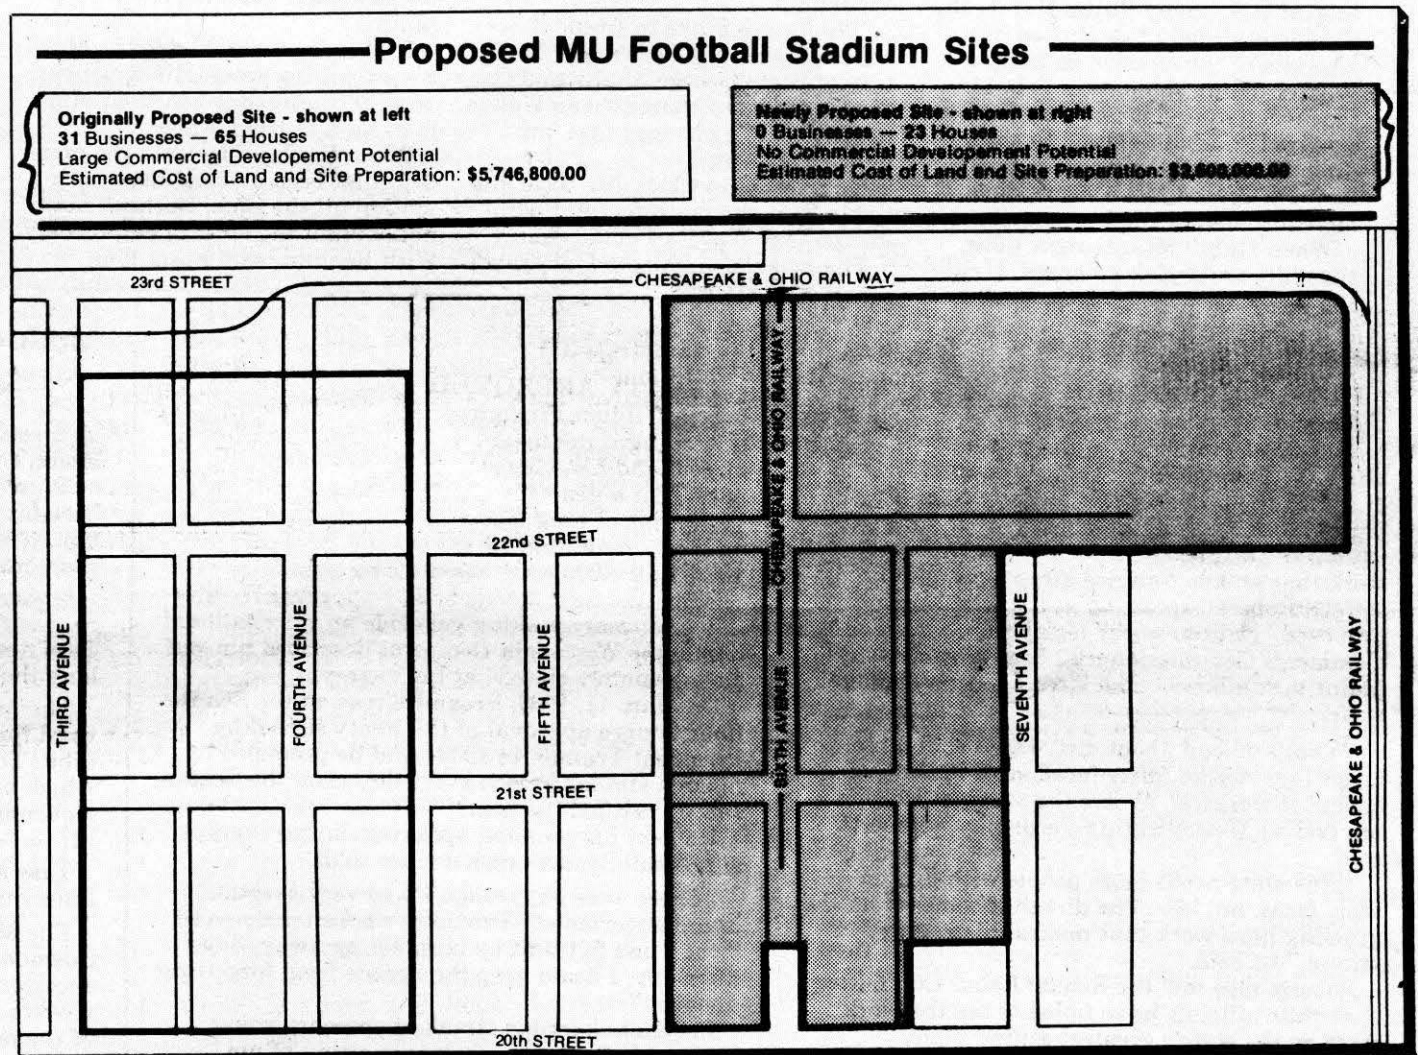 Proposed MU Football Stadium Sites
Originally Proposed Site - shown at left
31 Businesses — 65 Houses
Large Commercial Developement Potential
Estimated Cost of Land and Site Preparation: $5,746,800.00
Newly Proposed Site - shown at right
0 Businesses — 23 Houses
No Commercial Developement Potential
Estimated Cost of Land and Site Preparation:
23rd STREET
CHESAPEAKE & OHIO RAILWAY
CHESAPEAKE & OHIO RAILWAY
CHESAPEAKE & OHIO RAILWAY
22nd STREET
THIRD AVENUE
FOURTH AVENUE
FIFTH AVENUE
SIXTH AVENUE
SEVENTH AVENUE
CHESAPEAKE & OHIO RAILWAY
21st STREET
20th STREET